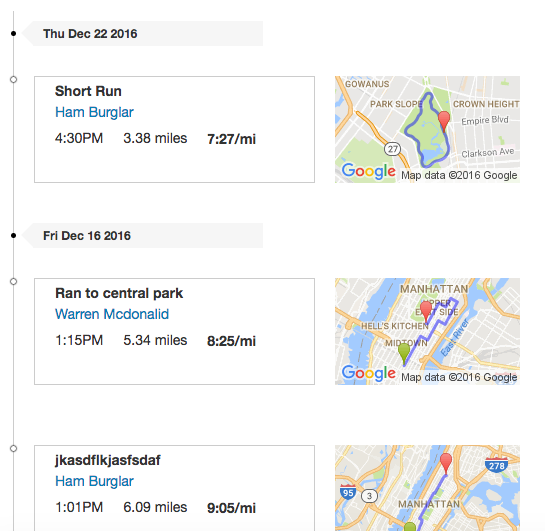 Thu Dec 22 2016
Short Run
Ham Burglar
4:30PM 3.38 miles 7:27/mi
GOWANUS
PARK SLOPE
CROWN HEIGHT
Empire Blvd
27
Clarkson Ave
Google Map data ©2016 Google
Fri Dec 16 2016
Ran to central park
Warren Mcdonalid
1:15PM 5.34 miles 8:25/mi
MANHATTAN
UPPER
EAST SIDE
HELL'S KITCHEN
MIDTOWN
East River
Google Map data ©2016 Google
jkasdflkjasfsdaf
Ham Burglar
1:01PM 6.09 miles 9:05/mi
278
95
3
MANHATTAN